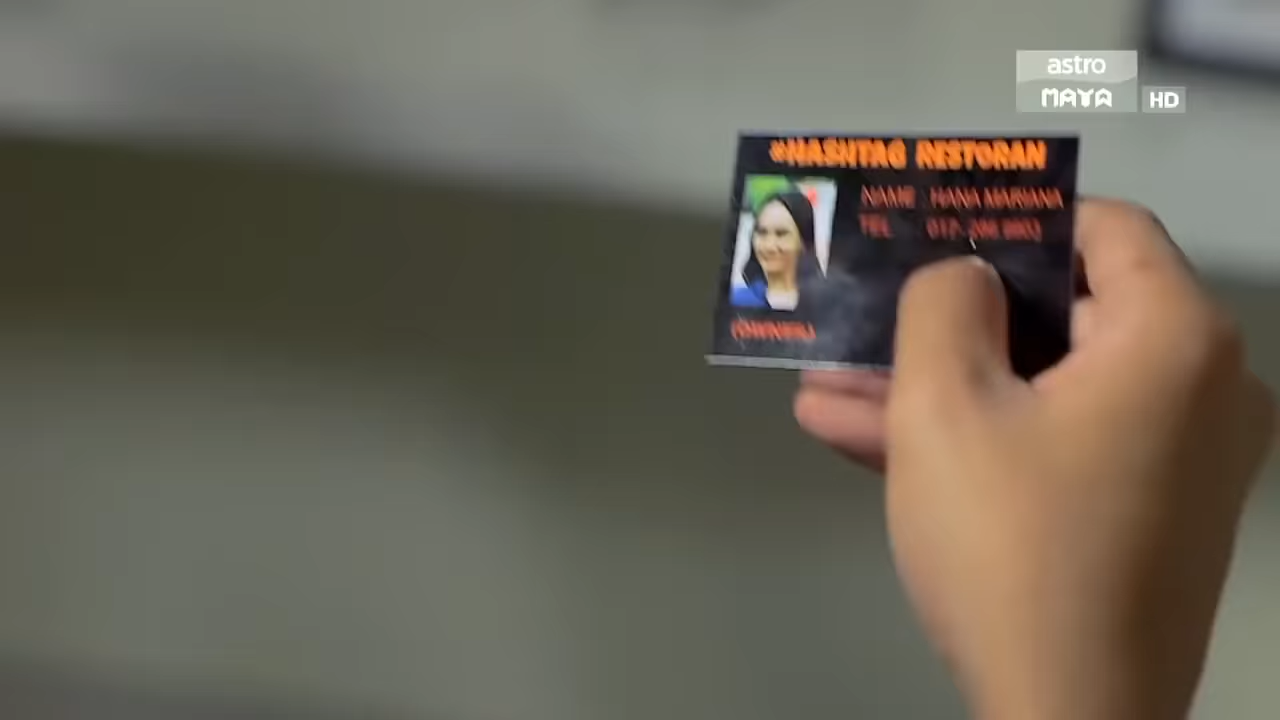 astro
MAYA HD
#HASHTAG RESTORAN
NAME HANA MARIANA
TEL